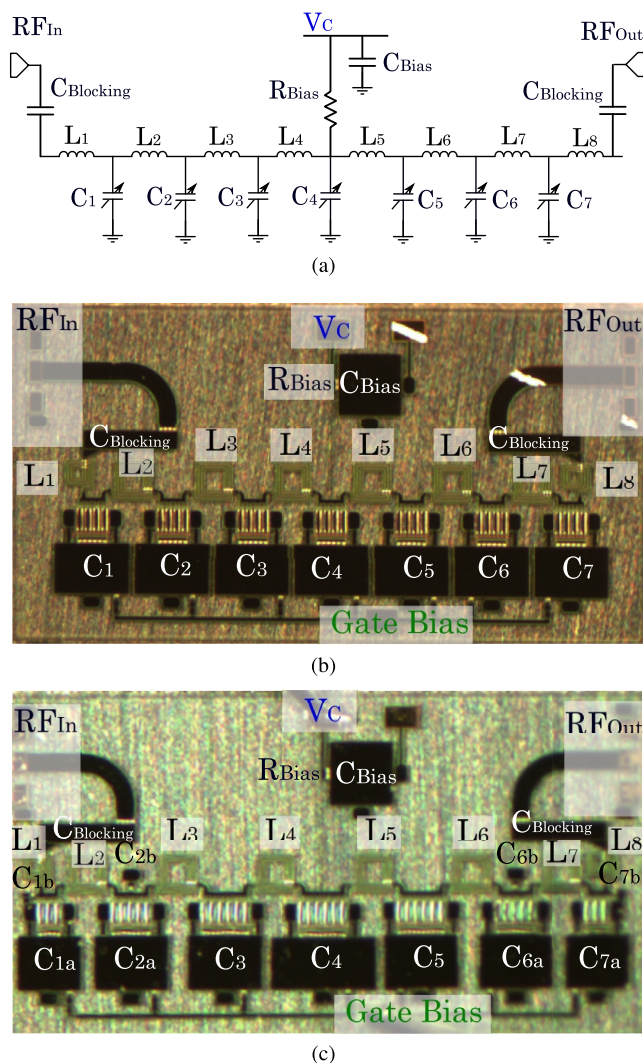 RFIn
VC
RFOut
CBlocking
RBias
CBias
CBlocking
L1 L2 L3 L4 L5 L6 L7 L8
C1 C2 C3 C4 C5 C6 C7
(a)
RFIn
VC
RFOut
RBias CBias
CBlocking
CBlocking
L1 L2 L3 L4 L5 L6 L7 L8
C1 C2 C3 C4 C5 C6 C7
Gate Bias
(b)
RFIn
VC
RFOut
RBias CBias
CBlocking
CBlocking
L1 L2 L3 L4 L5 L6 L7 L8
C1b C2b C6b C7b
C1a C2a C3 C4 C5 C6a C7a
Gate Bias
(c)